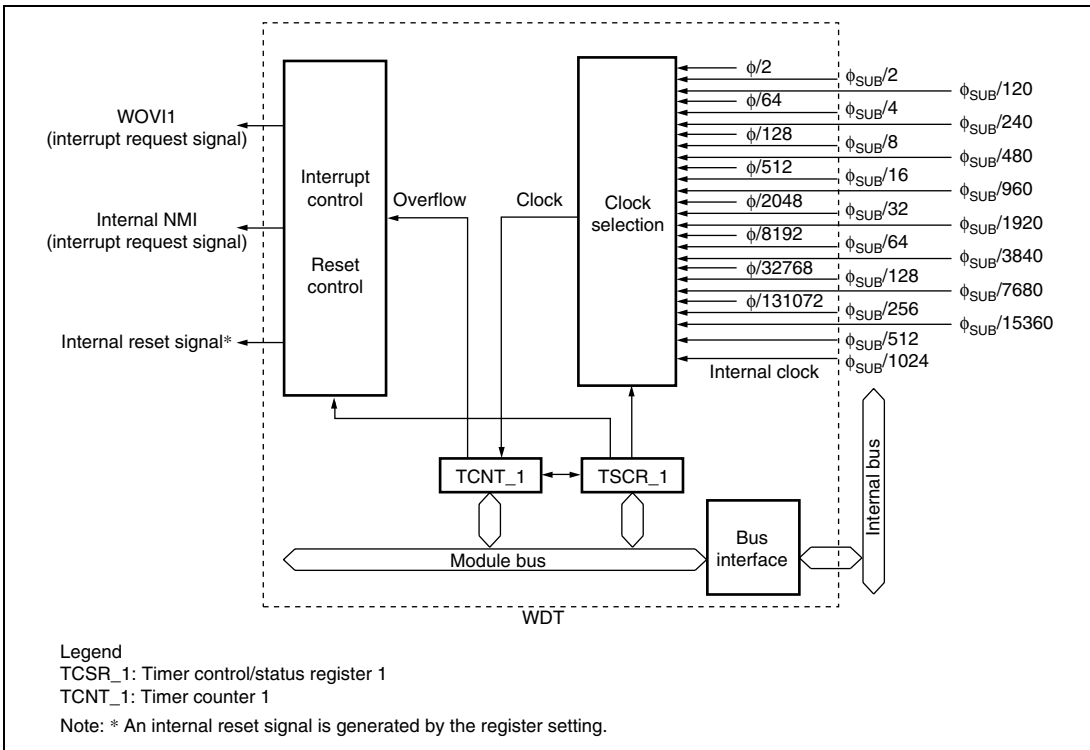 WOVI1
(interrupt request signal)
Internal NMI
(interrupt request signal)
Internal reset signal*
Interrupt
control
Reset
control
Overflow
Clock
Clock
selection
ϕ/2
ϕ/64
ϕ/128
ϕ/512
ϕ/2048
ϕ/8192
ϕ/32768
ϕ/131072
Internal clock
ϕSUB/2
ϕSUB/4
ϕSUB/8
ϕSUB/16
ϕSUB/32
ϕSUB/64
ϕSUB/128
ϕSUB/256
ϕSUB/512
ϕSUB/1024
ϕSUB/120
ϕSUB/240
ϕSUB/480
ϕSUB/960
ϕSUB/1920
ϕSUB/3840
ϕSUB/7680
ϕSUB/15360
TCNT_1
TSCR_1
Module bus
Bus
interface
Internal bus
WDT
Legend
TCSR_1: Timer control/status register 1
TCNT_1: Timer counter 1
Note: * An internal reset signal is generated by the register setting.